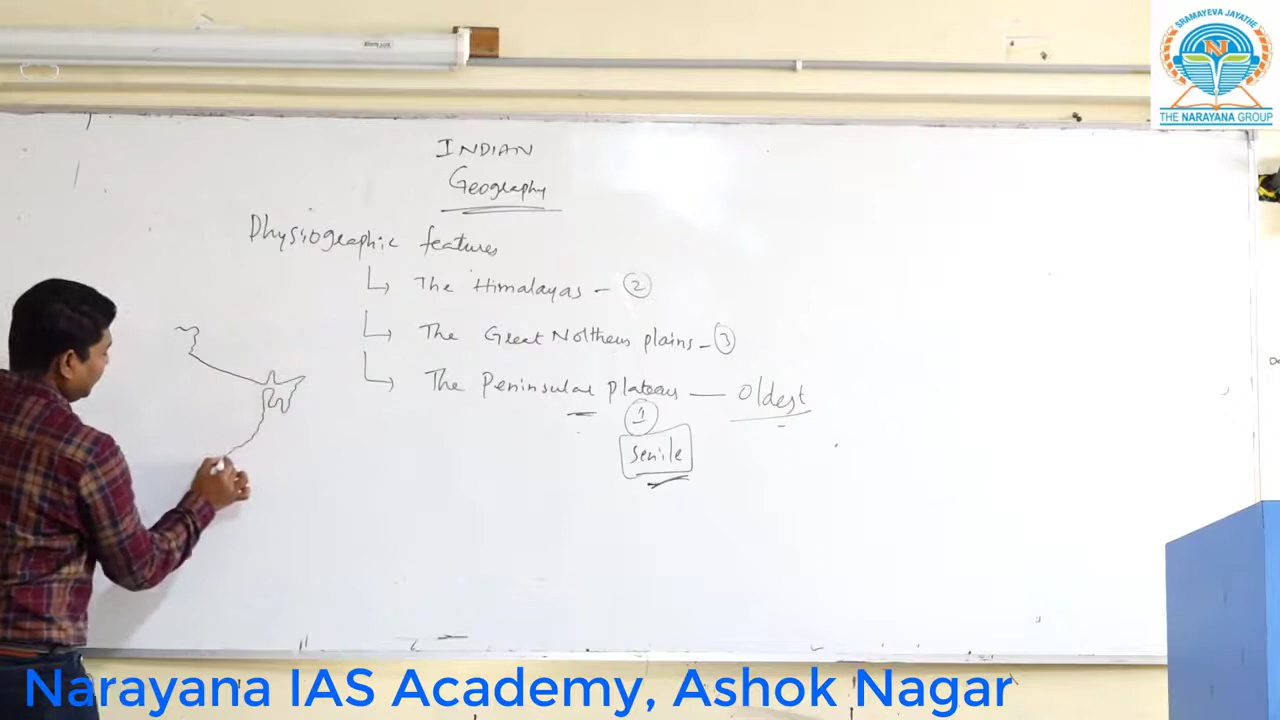 SRAMAYEVA JAYATHE
N
THE NARAYANA GROUP
INDIAN
Geography
Physiographic features
The Himalayas - 2
The Great Northern plains - 3
The Peninsular plateau — oldest
1
Senile
Narayana IAS Academy, Ashok Nagar